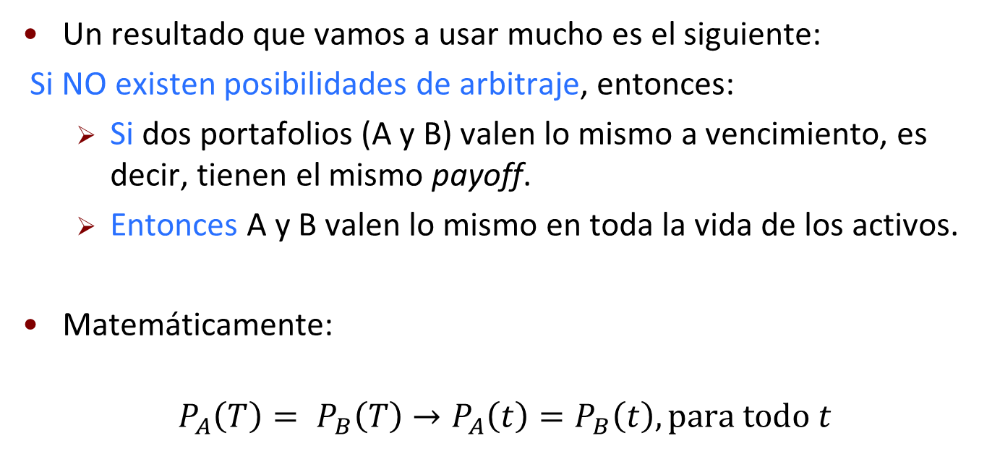 • Un resultado que vamos a usar mucho es el siguiente:
Si NO existen posibilidades de arbitraje, entonces:
➢ Si dos portafolios (A y B) valen lo mismo a vencimiento, es
decir, tienen el mismo payoff.
➢ Entonces A y B valen lo mismo en toda la vida de los activos.
• Matemáticamente:
P_A(T) = P_B(T) → P_A(t) = P_B(t), para todo t